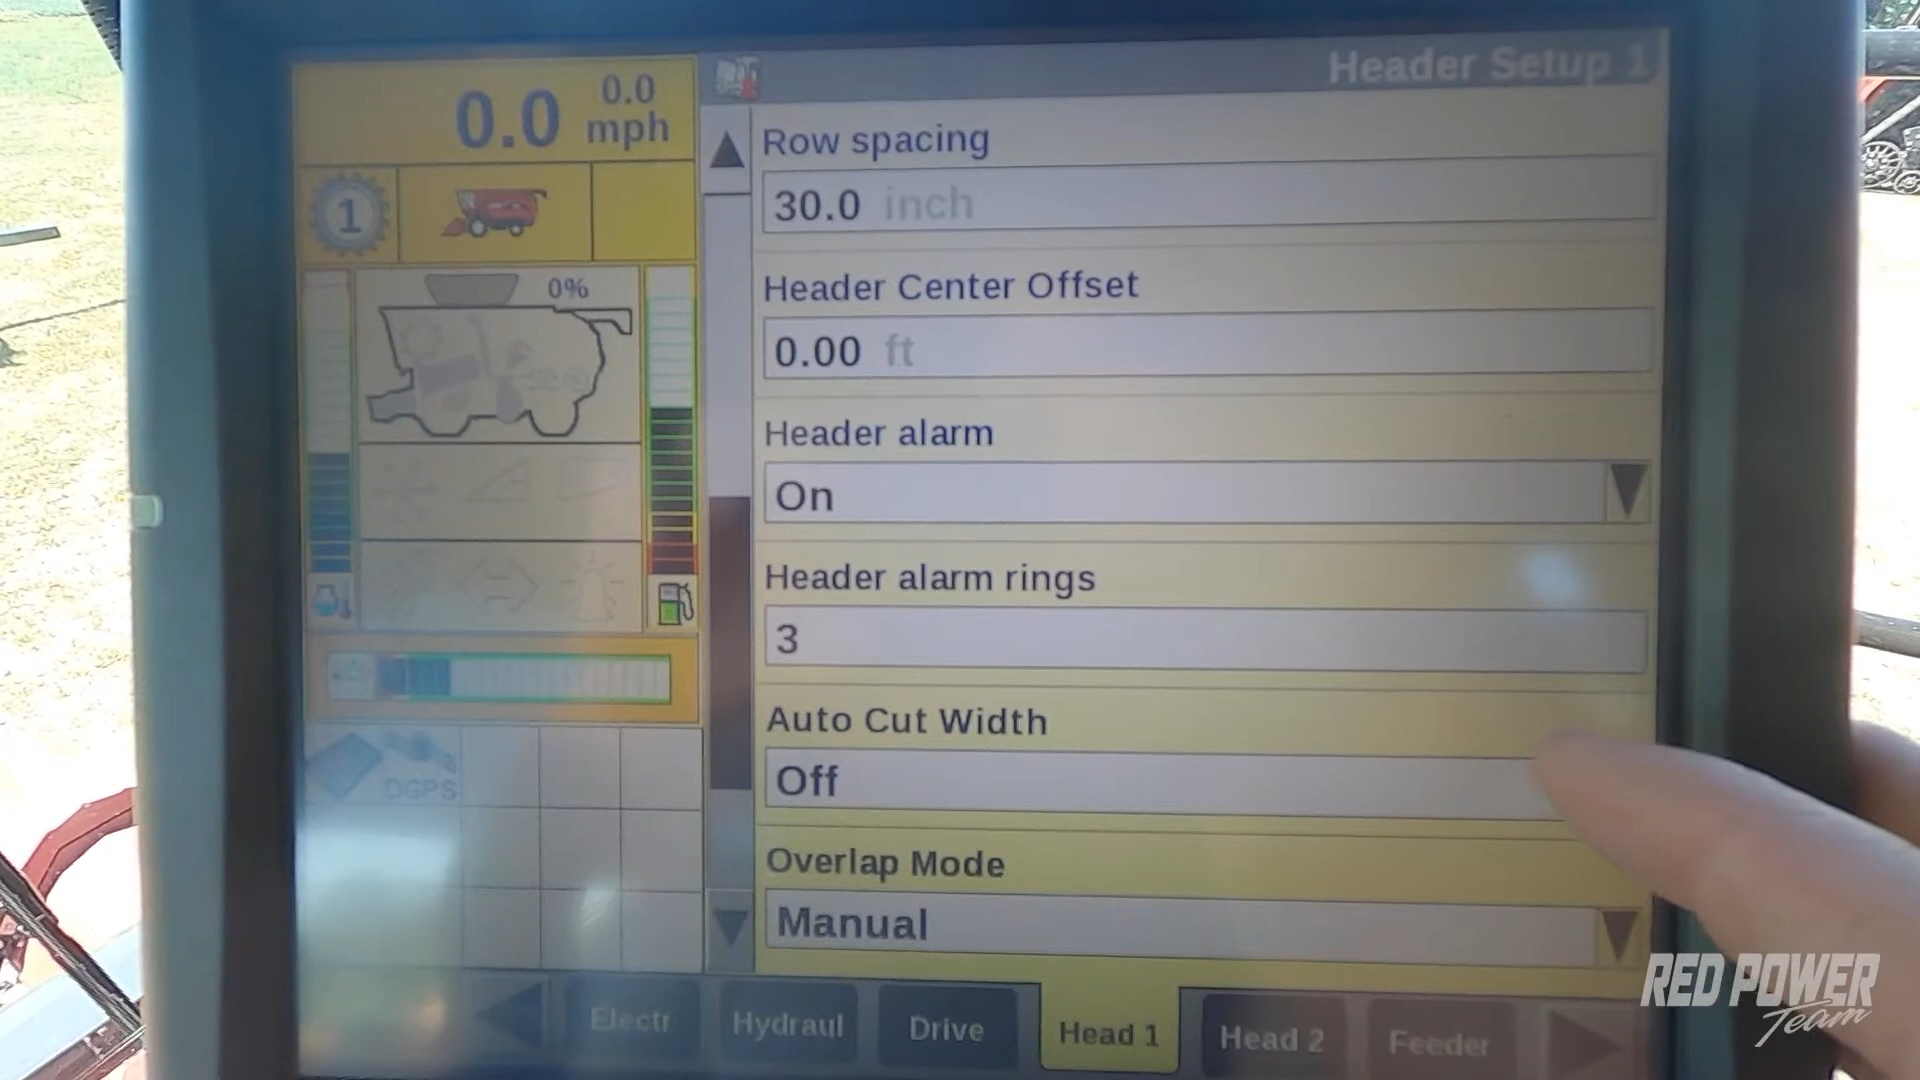 0.0
0.0
mph
1
0%
DGPS
Header Setup 1
Row spacing
30.0 inch
Header Center Offset
0.00 ft
Header alarm
On
Header alarm rings
3
Auto Cut Width
Off
Overlap Mode
Manual
Electr
Hydraul
Drive
Head 1
Head 2
Feeder
RED POWER
Team